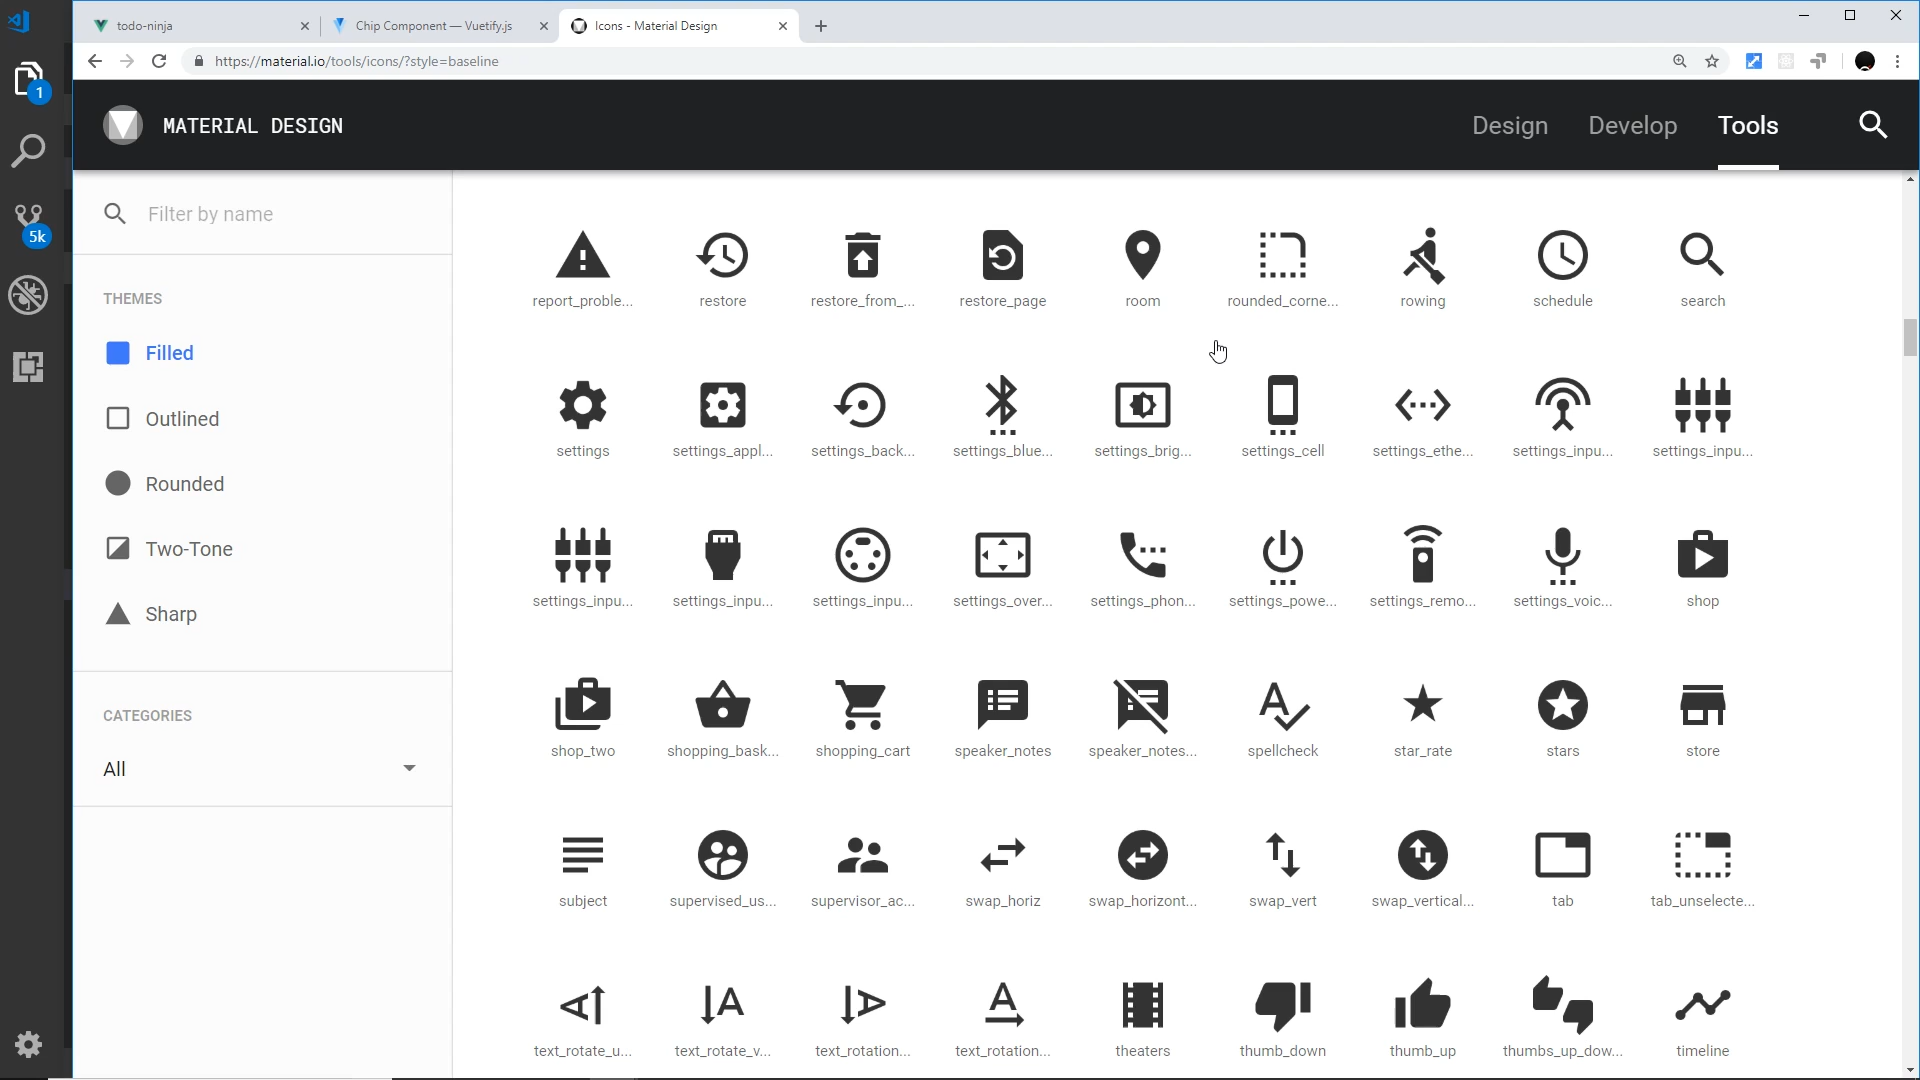 todo-ninja
Chip Component — Vuetify.js
Icons - Material Design
https://material.io/tools/icons/?style=baseline
1
5k
MATERIAL DESIGN
Design
Develop
Tools
Filter by name
THEMES
Filled
Outlined
Rounded
Two-Tone
Sharp
CATEGORIES
All
report_proble... restore restore_from_... restore_page room rounded_corne... rowing schedule search
settings settings_appl... settings_back... settings_blue... settings_brig... settings_cell settings_ethe... settings_inpu... settings_inpu...
settings_inpu... settings_inpu... settings_inpu... settings_over... settings_phon... settings_powe... settings_remo... settings_voic... shop
shop_two shopping_bask... shopping_cart speaker_notes speaker_notes... spellcheck star_rate stars store
subject supervised_us... supervisor_ac... swap_horiz swap_horizont... swap_vert swap_vertical... tab tab_unselecte...
text_rotate_u... text_rotate_v... text_rotation... text_rotation... theaters thumb_down thumb_up thumbs_up_dow... timeline